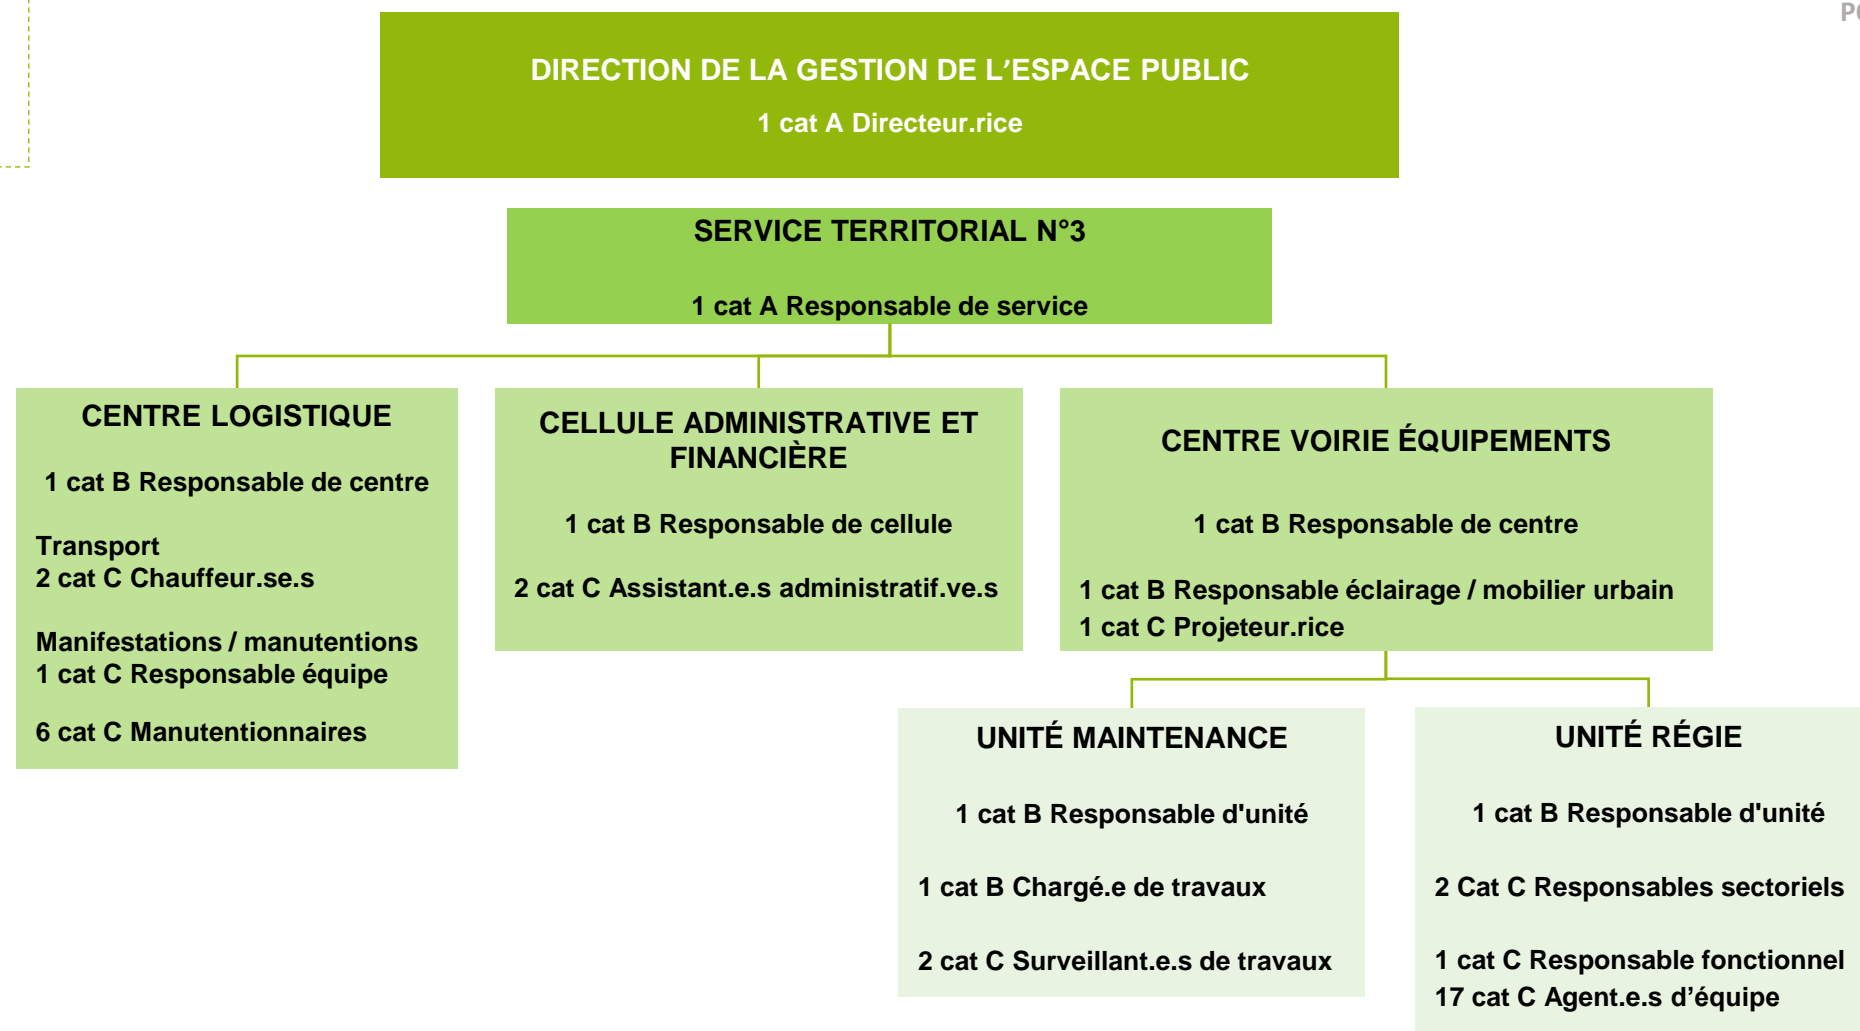 DIRECTION DE LA GESTION DE L’ESPACE PUBLIC
1 cat A Directeur.rice
SERVICE TERRITORIAL N°3
1 cat A Responsable de service
CENTRE LOGISTIQUE
1 cat B Responsable de centre
Transport
2 cat C Chauffeur.se.s
Manifestations / manutentions
1 cat C Responsable équipe
6 cat C Manutentionnaires
CELLULE ADMINISTRATIVE ET
FINANCIÈRE
1 cat B Responsable de cellule
2 cat C Assistant.e.s administratif.ve.s
CENTRE VOIRIE ÉQUIPEMENTS
1 cat B Responsable de centre
1 cat B Responsable éclairage / mobilier urbain
1 cat C Projeteur.rice
UNITÉ MAINTENANCE
1 cat B Responsable d'unité
1 cat B Chargé.e de travaux
2 cat C Surveillant.e.s de travaux
UNITÉ RÉGIE
1 cat B Responsable d'unité
2 Cat C Responsables sectoriels
1 cat C Responsable fonctionnel
17 cat C Agent.e.s d’équipe